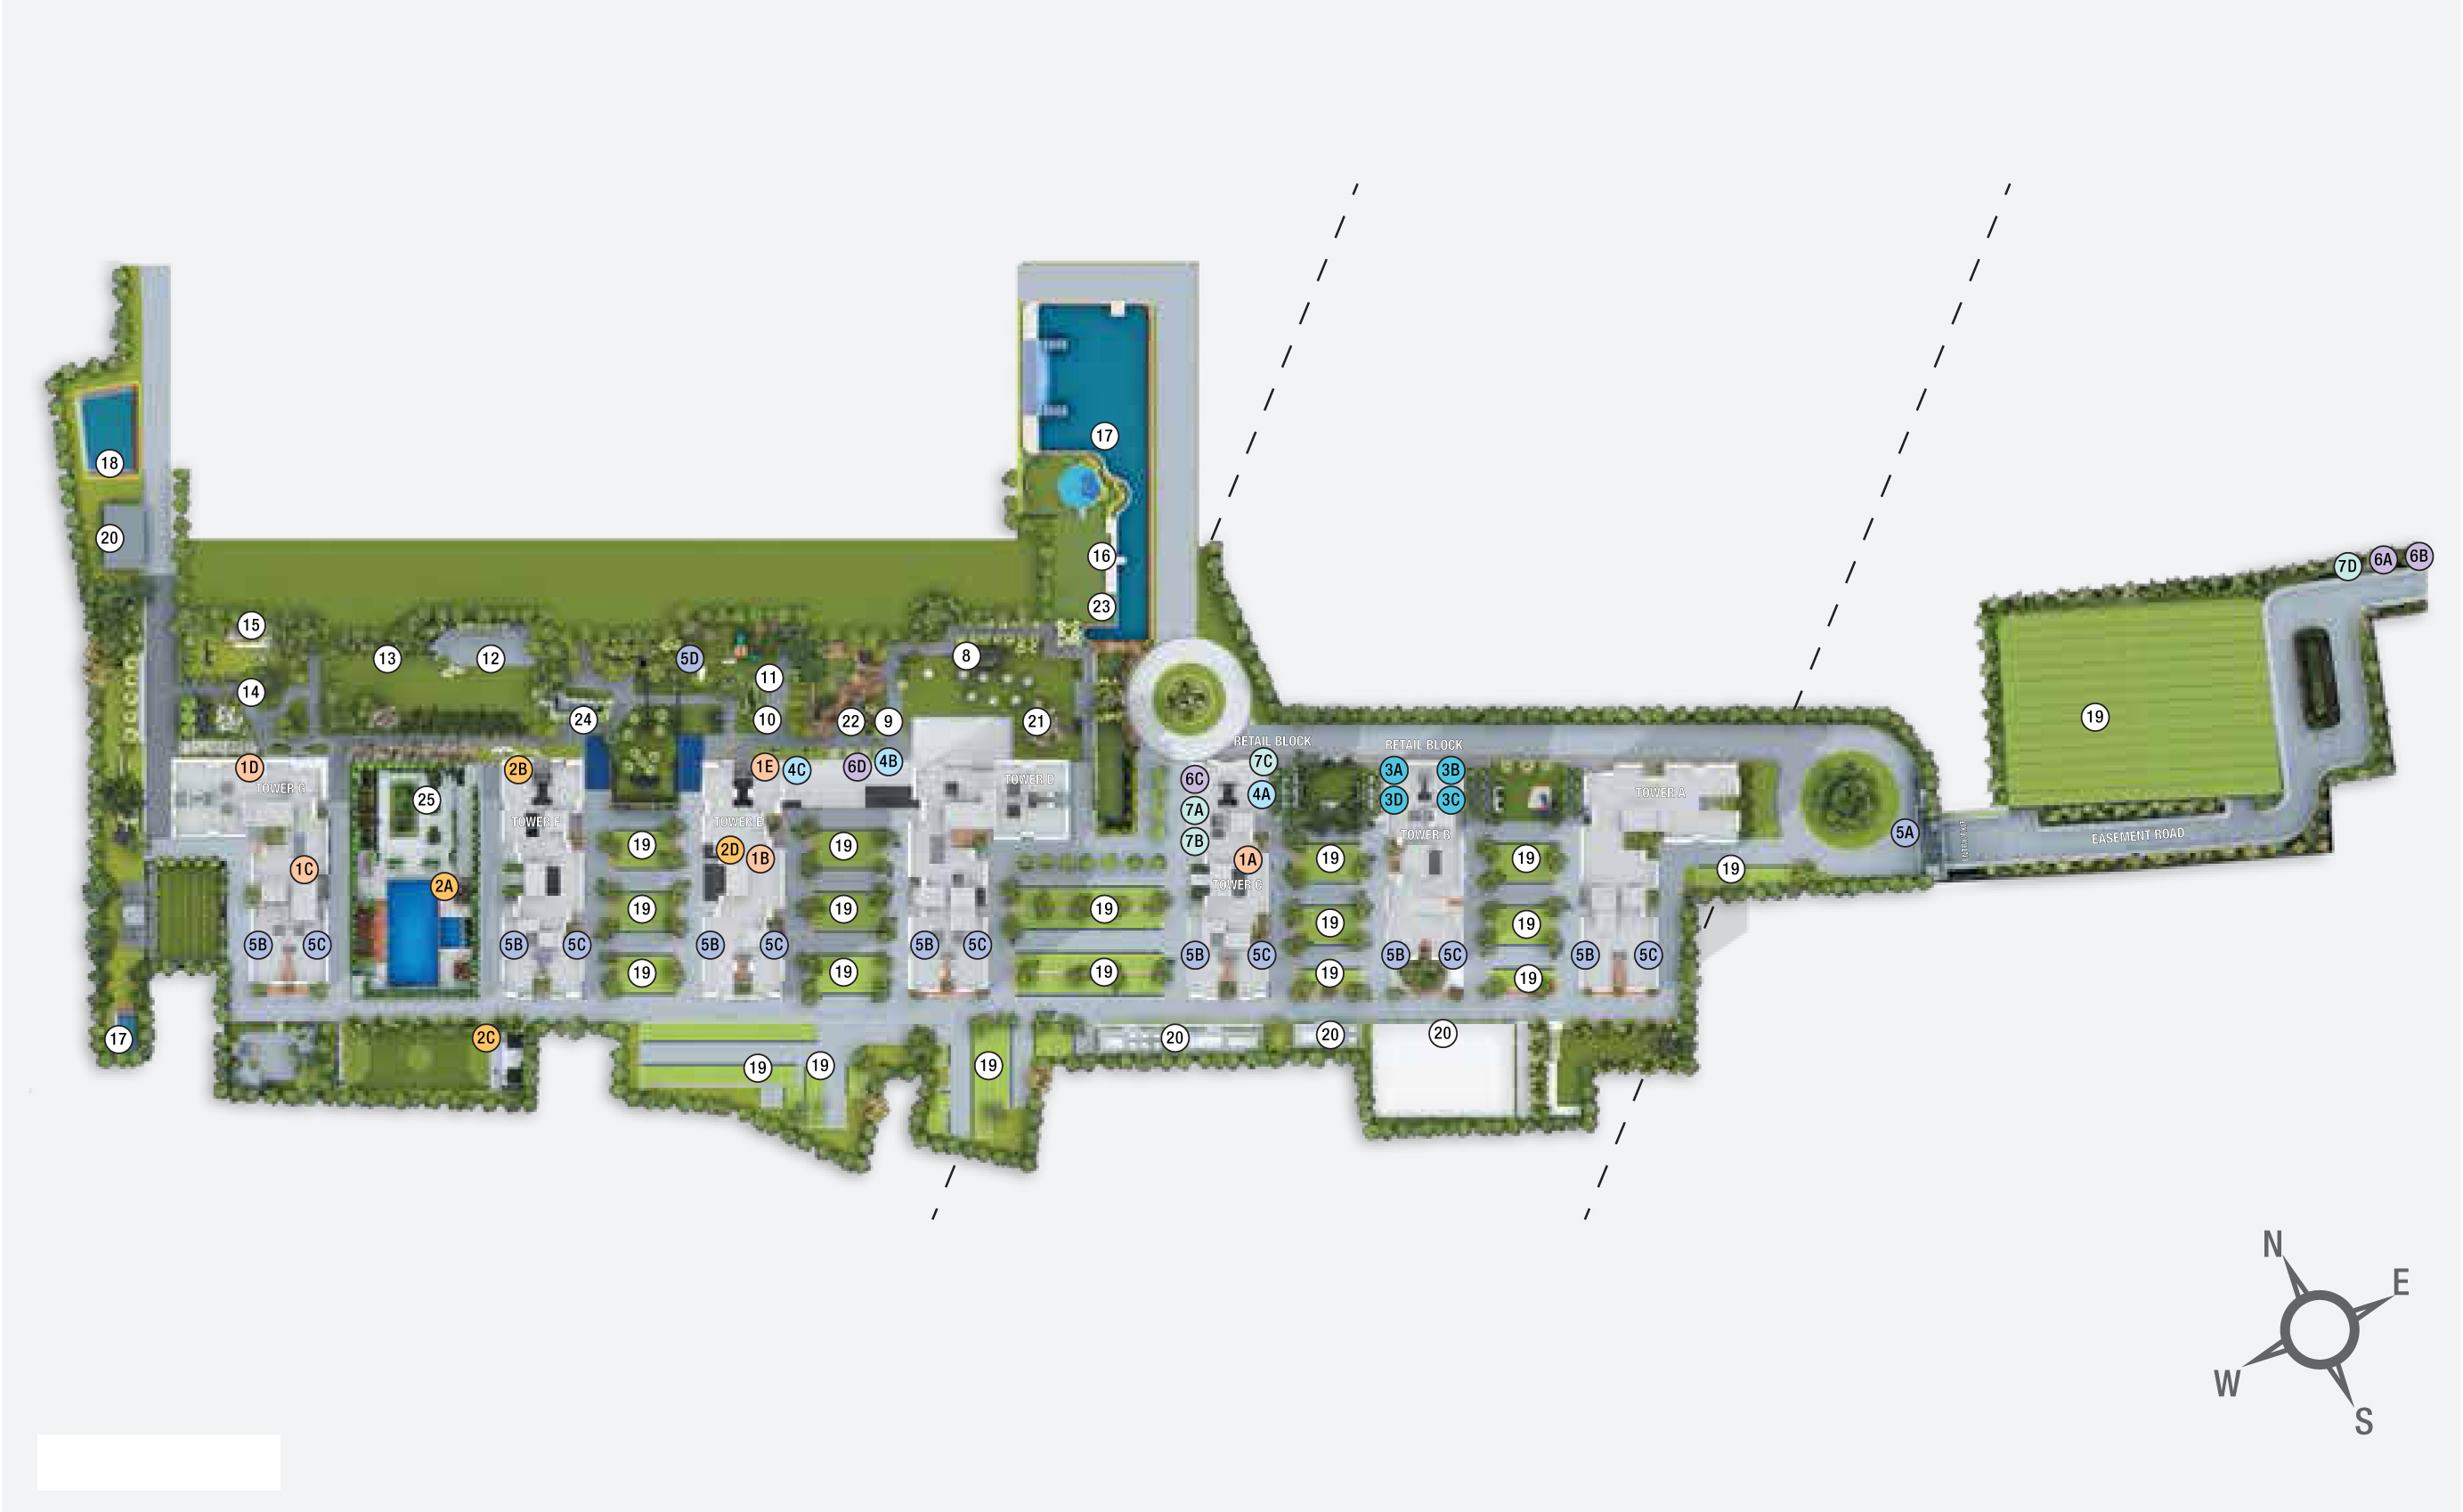 17
18
16
20
7D 6A 6B
23
15
13
12
5D
8
11
14
19
24
10
22
9
21
RETAIL BLOCK
RETAIL BLOCK
1D
2B
1E
4C
6D
4B
7C
6C
3A
3B
TOWER G
TOWER D
TOWER A
25
4A
3D
3C
7A
TOWER F
TOWER E
TOWER B
7B
5A
ENTRY/EXIT
EASEMENT ROAD
19
19
2D
1B
1A
19
19
19
1C
2A
TOWER C
19
19
19
19
19
5B
5C
5B
5C
5B
5C
5B
5C
5B
5C
5B
5C
5B
5C
19
19
19
19
19
17
2C
20
20
20
19
19
19
N
E
W
S